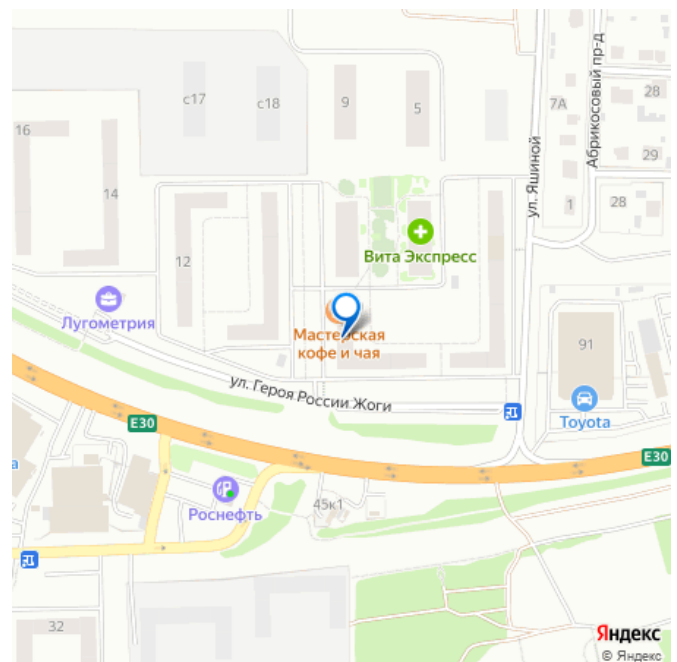 Абрикосовый пр-д
28
с17
с18
9
5
7А
ул. Яшиной
16
29
14
1
28
12
Вита Экспресс
Лугометрия
Мастерская
кофе и чая
91
ул. Героя России Жоги
Toyota
E30
E30
Роснефть
45к1
32
Яндекс
© Яндекс